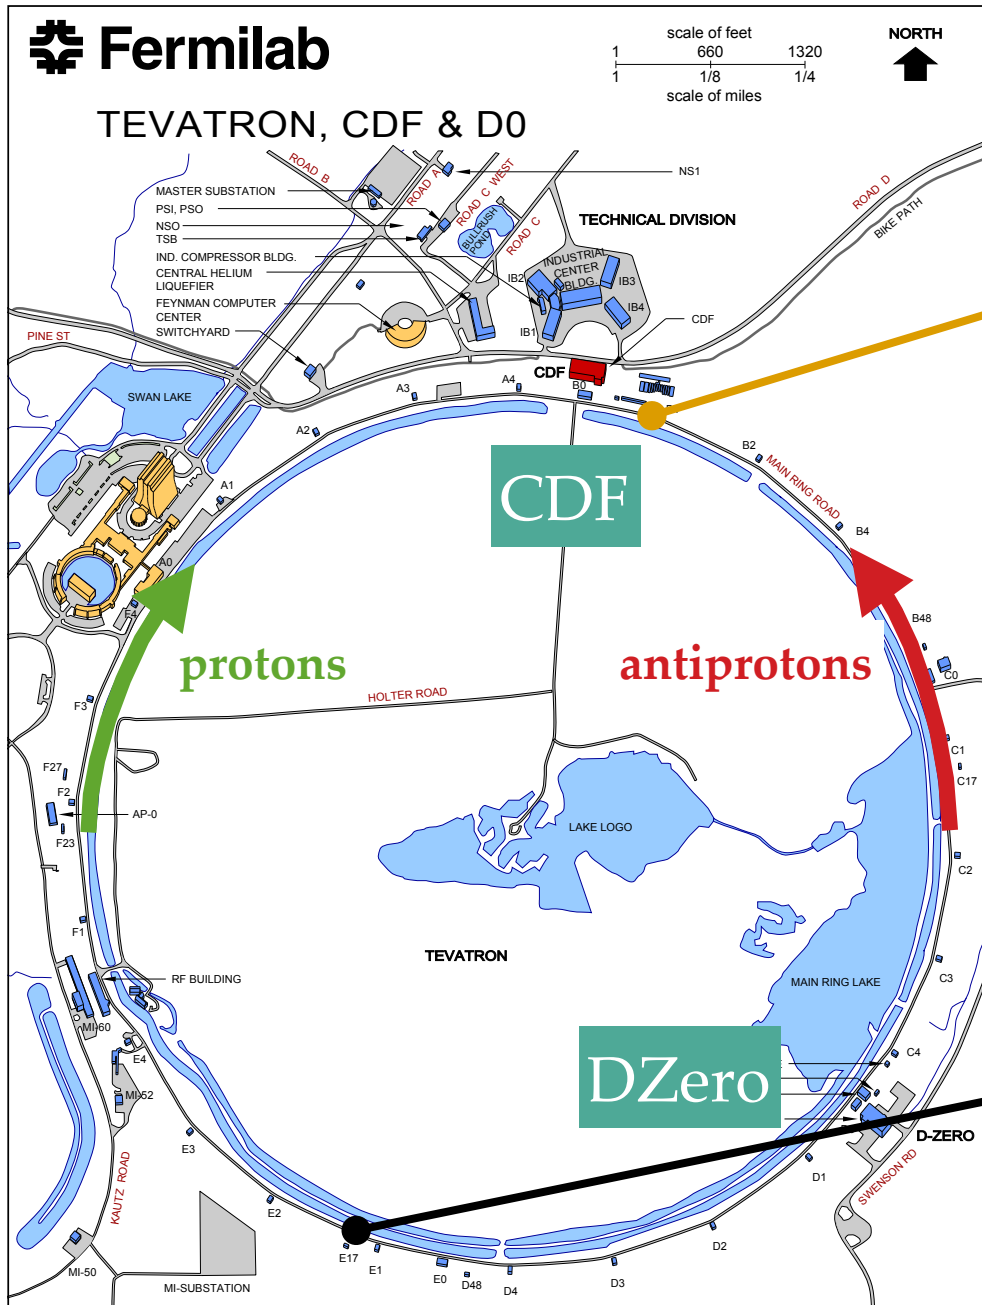 Fermilab
scale of feet
1 660 1320
1 1/8 1/4
scale of miles
NORTH
TEVATRON, CDF & D0
ROAD B
ROAD A
ROAD C WEST
ROAD C
ROAD D
BIKE PATH
NS1
MASTER SUBSTATION
PSI, PSO
NSO
TSB
IND. COMPRESSOR BLDG.
CENTRAL HELIUM
LIQUEFIER
FEYNMAN COMPUTER
CENTER
SWITCHYARD
BULLRUSH
POND
TECHNICAL DIVISION
INDUSTRIAL
CENTER
BLDG.
IB2
IB3
IB4
IB1
CDF
PINE ST
SWAN LAKE
CDF
B0
A4
A3
A2
A1
A0
B2
MAIN RING ROAD
B4
CDF
F4
protons
antiprotons
B48
C0
HOLTER ROAD
F3
C1
C17
F27
F2
AP-0
F23
LAKE LOGO
C2
F1
TEVATRON
C3
RF BUILDING
MAIN RING LAKE
MI-60
E4
C4
DZero
MI-52
D-ZERO
E3
D1
SWENSON RD
KAUTZ ROAD
E2
D2
E17
E1
E0
D48
D4
D3
MI-50
MI-SUBSTATION